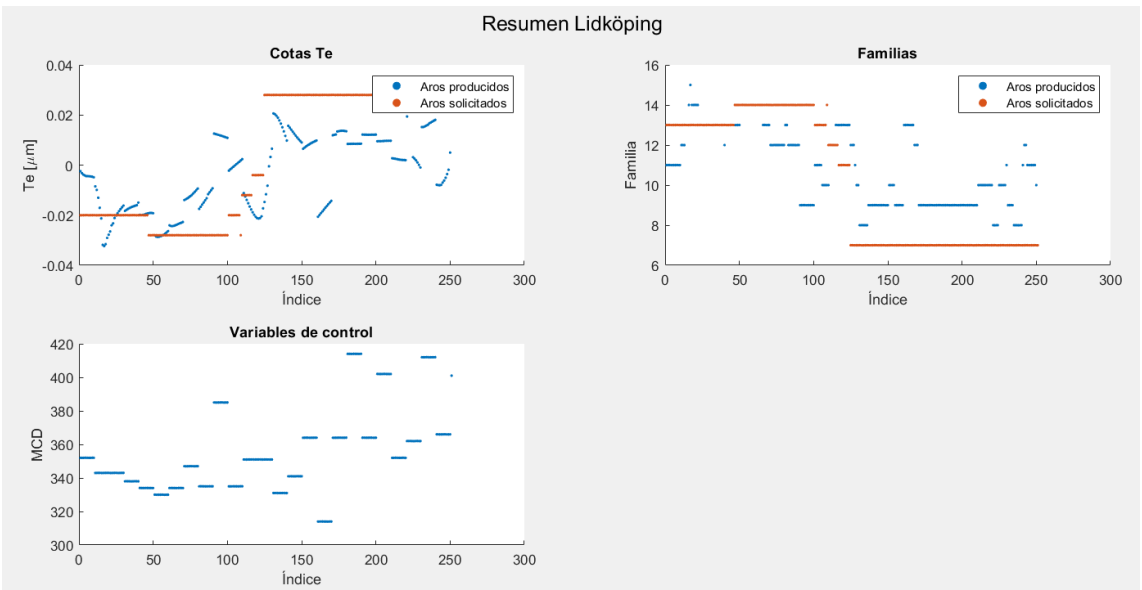 Resumen Lidköping
Cotas Te
Te [μm]
0.04
0.02
0
-0.02
-0.04
0 50 100 150 200 250 300
Índice
Aros producidos
Aros solicitados
Familias
Familia
16
14
12
10
8
6
0 50 100 150 200 250 300
Índice
Aros producidos
Aros solicitados
Variables de control
MCD
420
400
380
360
340
320
300
0 50 100 150 200 250 300
Índice